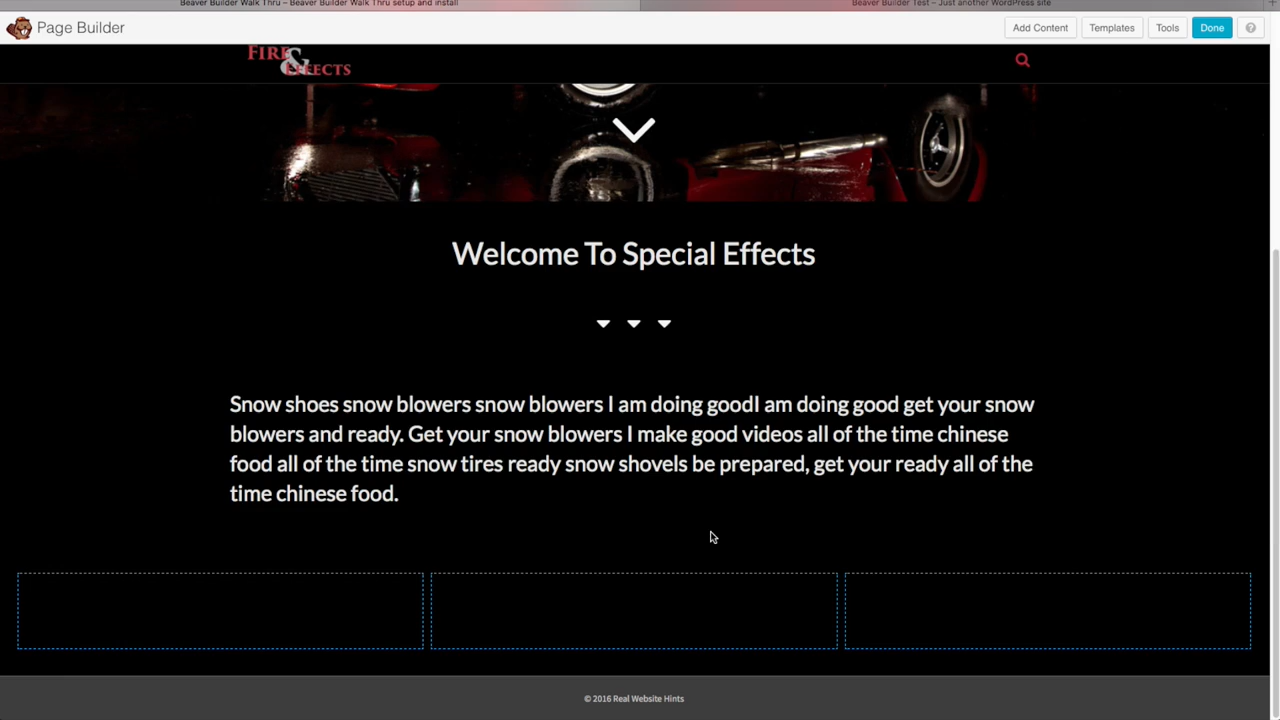 Beaver Builder Walk Thru – Beaver Builder Walk Thru setup and install
Beaver Builder Test – Just another WordPress site
Page Builder
Add Content
Templates
Tools
Done
?
FIRE
&
EFFECTS
Welcome To Special Effects
Snow shoes snow blowers snow blowers I am doing goodI am doing good get your snow
blowers and ready. Get your snow blowers I make good videos all of the time chinese
food all of the time snow tires ready snow shovels be prepared, get your ready all of the
time chinese food.
© 2016 Real Website Hints